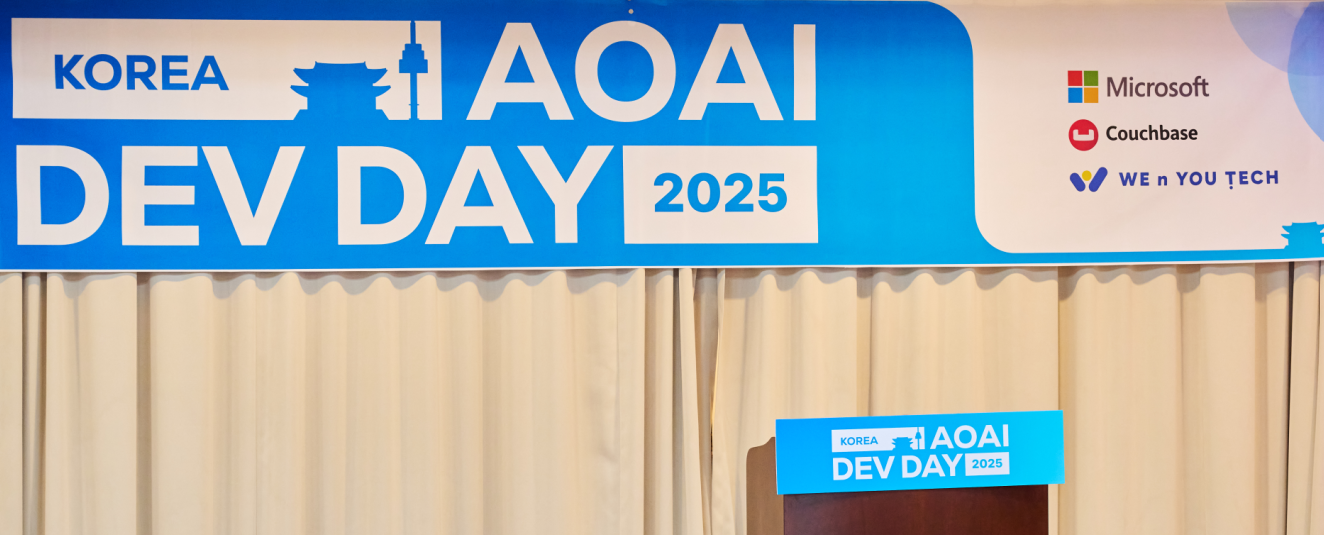 KOREA AOAI
DEV DAY 2025
Microsoft
Couchbase
WE n YOU TECH
KOREA AOAI
DEV DAY 2025